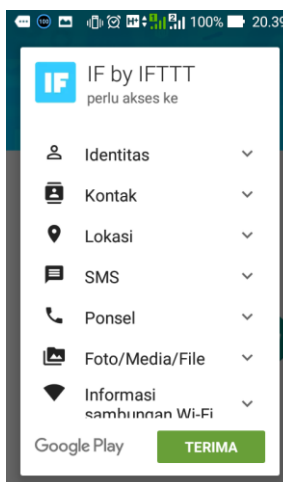 100% 20.39
IF IF by IFTTT
perlu akses ke
Identitas
Kontak
Lokasi
SMS
Ponsel
Foto/Media/File
Informasi
sambungan Wi-Fi
Google Play TERIMA